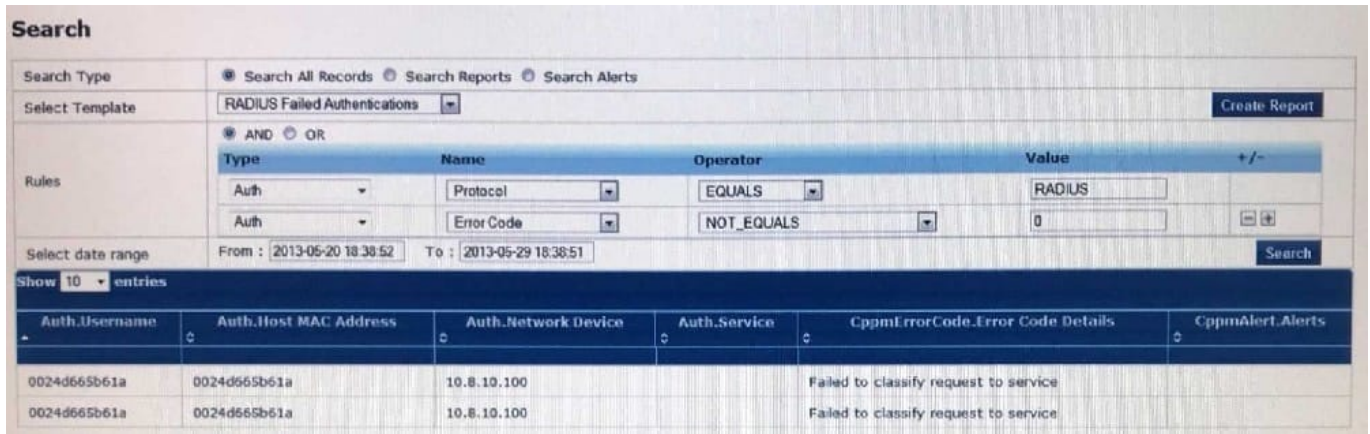 Search
Search Type Search All Records Search Reports Search Alerts
Select Template RADIUS Failed Authentications Create Report
AND OR
Type Name Operator Value +/-
Rules
Auth Protocol EQUALS RADIUS
Auth Error Code NOT_EQUALS 0 - +
Select date range From : 2013-05-20 18:38:52 To : 2013-05-29 18:38:51 Search
Show 10 entries
Auth.Username Auth.Host MAC Address Auth.Network Device Auth.Service CppmErrorCode.Error Code Details CppmAlert.Alerts
0024d665b61a 0024d665b61a 10.8.10.100 Failed to classify request to service
0024d665b61a 0024d665b61a 10.8.10.100 Failed to classify request to service